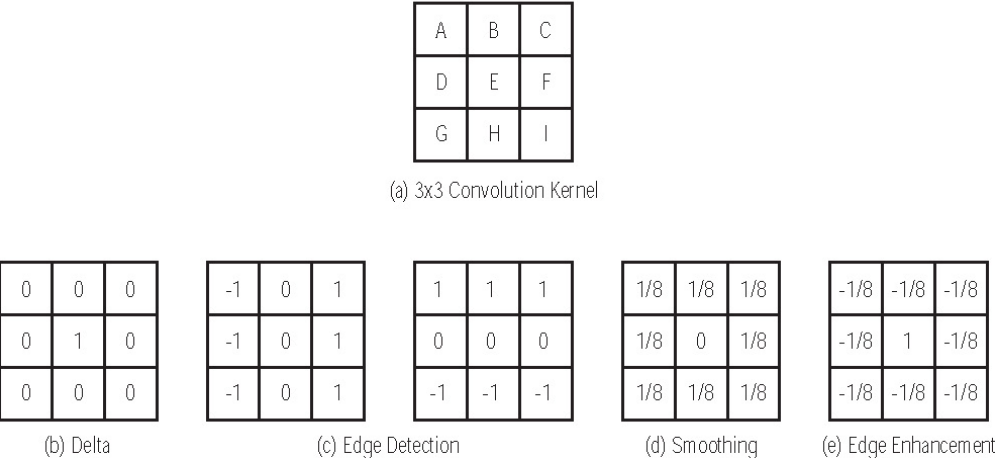 A B C
D E F
G H I
(a) 3x3 Convolution Kernel
0 0 0 -1 0 1 1 1 1 1/8 1/8 1/8 -1/8 -1/8 -1/8
0 1 0 -1 0 1 0 0 0 1/8 0 1/8 -1/8 1 -1/8
0 0 0 -1 0 1 -1 -1 -1 1/8 1/8 1/8 -1/8 -1/8 -1/8
(b) Delta (c) Edge Detection (d) Smoothing (e) Edge Enhancement